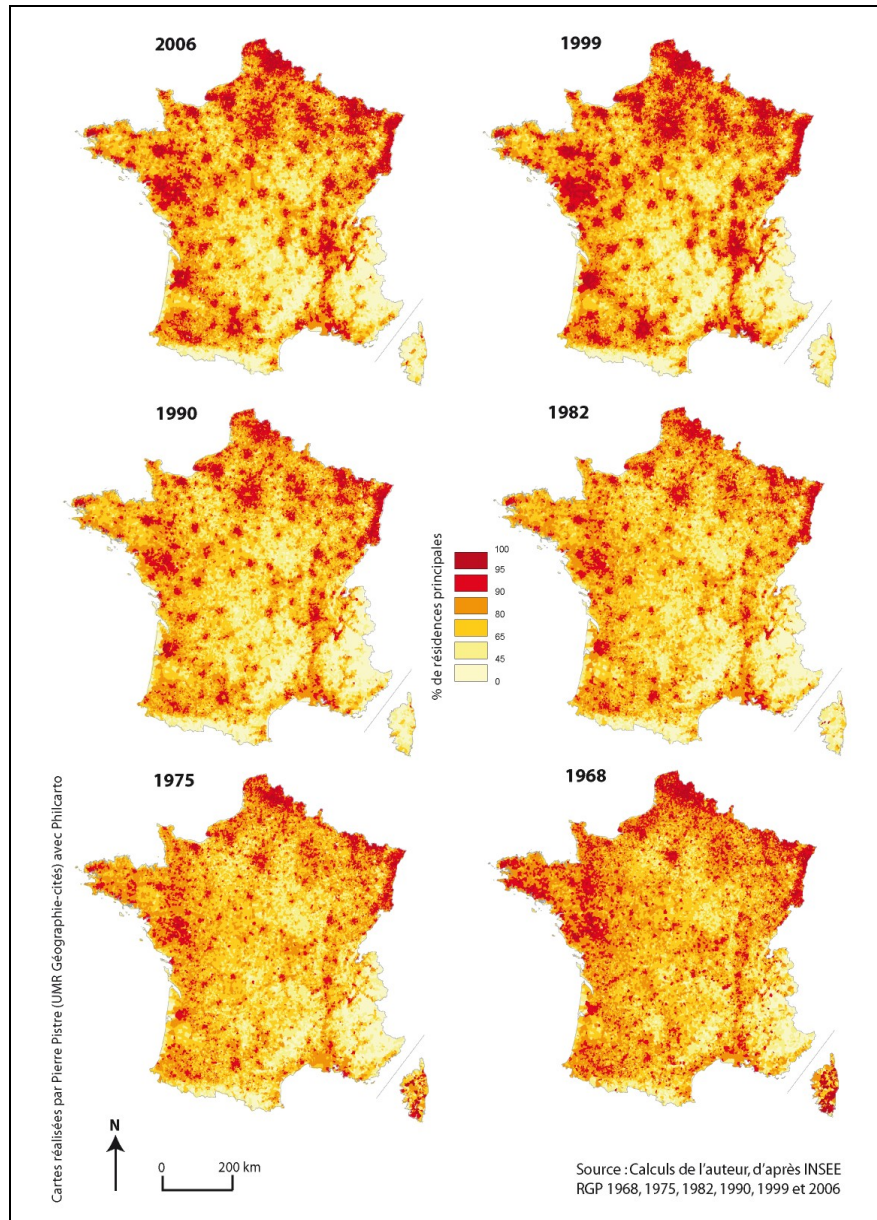 2006
1999
1990
1982
% de résidences principales
100
95
90
80
65
45
0
1975
1968
Cartes réalisées par Pierre Pistre (UMR Géographie-cités) avec Philcarto
N
0 200 km
Source : Calculs de l'auteur, d'après INSEE
RGP 1968, 1975, 1982, 1990, 1999 et 2006